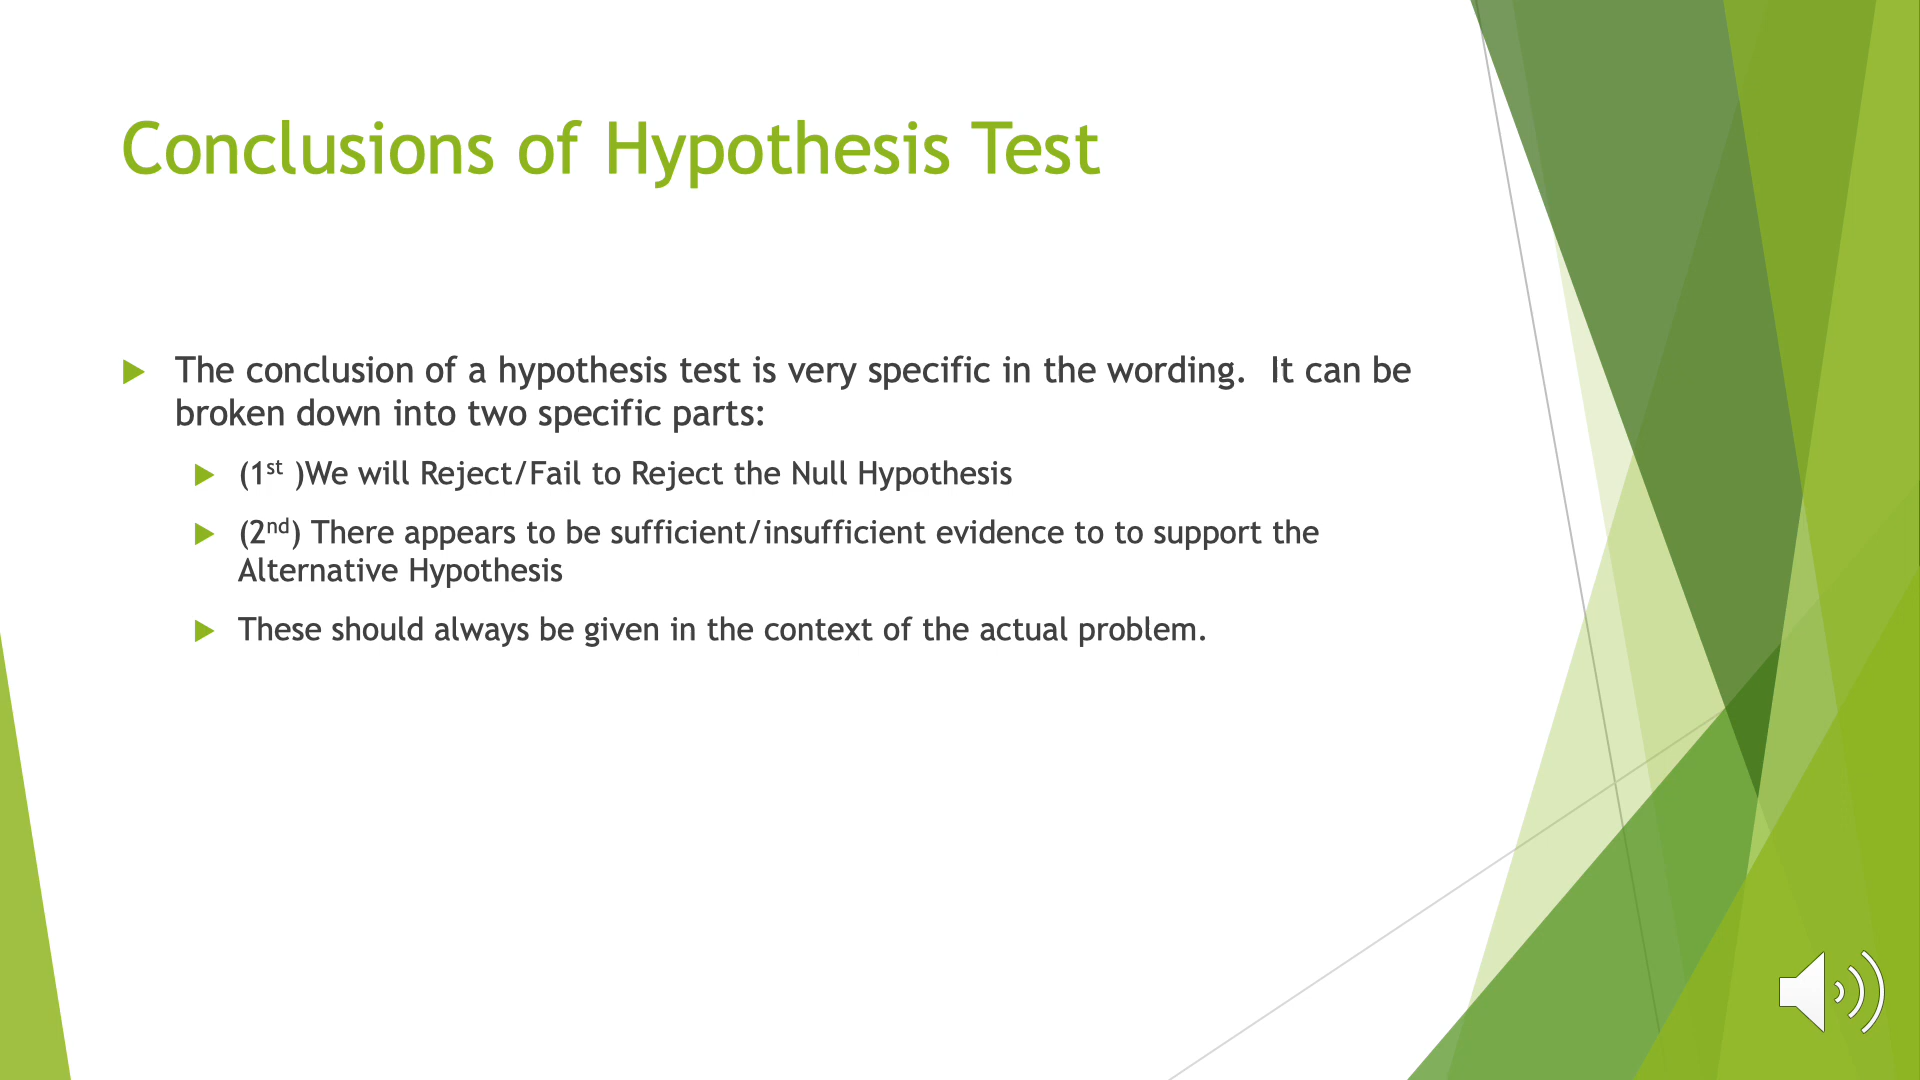 Conclusions of Hypothesis Test
The conclusion of a hypothesis test is very specific in the wording.  It can be
broken down into two specific parts:
(1st )We will Reject/Fail to Reject the Null Hypothesis
(2nd) There appears to be sufficient/insufficient evidence to to support the
Alternative Hypothesis
These should always be given in the context of the actual problem.